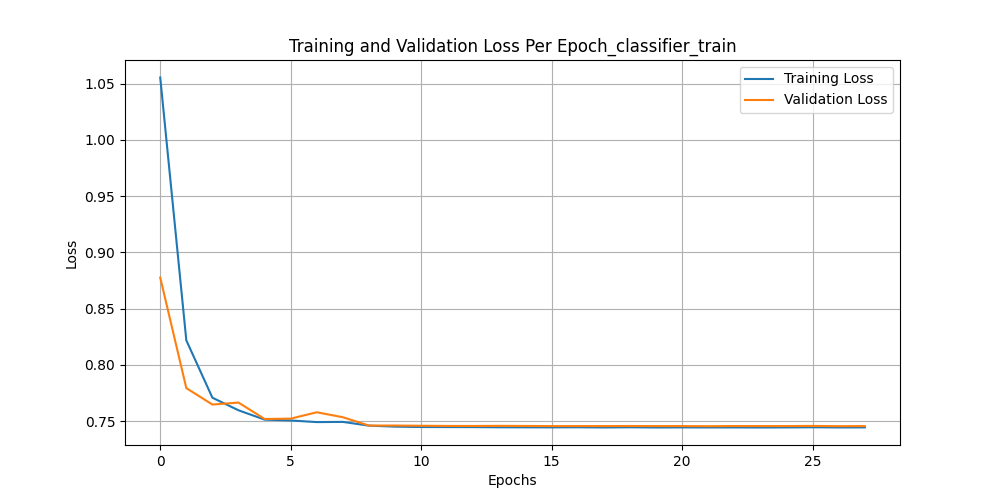 Training and Validation Loss Per Epoch_classifier_train
Training Loss
Validation Loss
1.05
1.00
0.95
0.90
0.85
0.80
0.75
Loss
0 5 10 15 20 25
Epochs